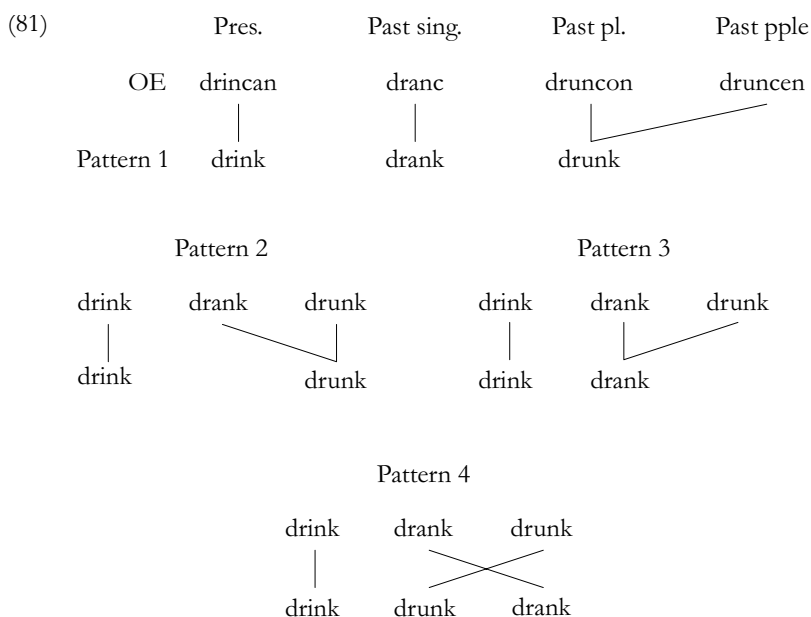 (81) Pres. Past sing. Past pl. Past pple
OE drincan dranc druncon druncen
Pattern 1 drink drank drunk
Pattern 2 Pattern 3
drink drank drunk drink drank drunk
drink drunk drink drank
Pattern 4
drink drank drunk
drink drunk drank